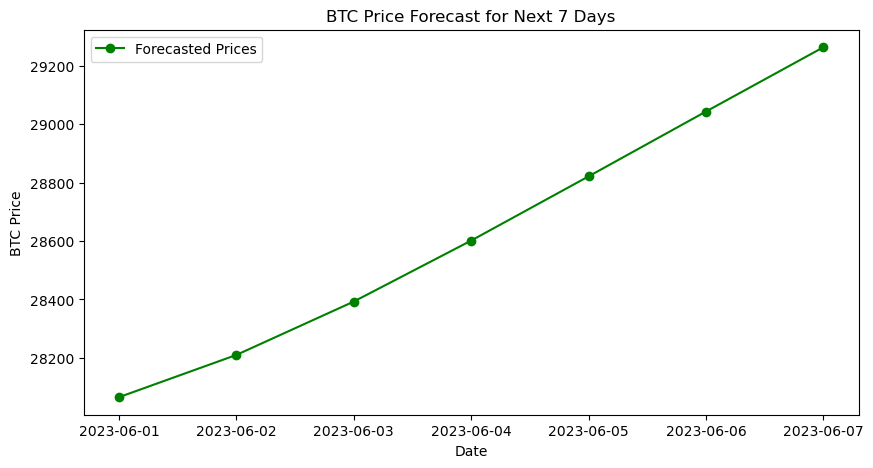 BTC Price Forecast for Next 7 Days
Forecasted Prices
29200
29000
28800
28600
28400
28200
BTC Price
2023-06-01 2023-06-02 2023-06-03 2023-06-04 2023-06-05 2023-06-06 2023-06-07
Date